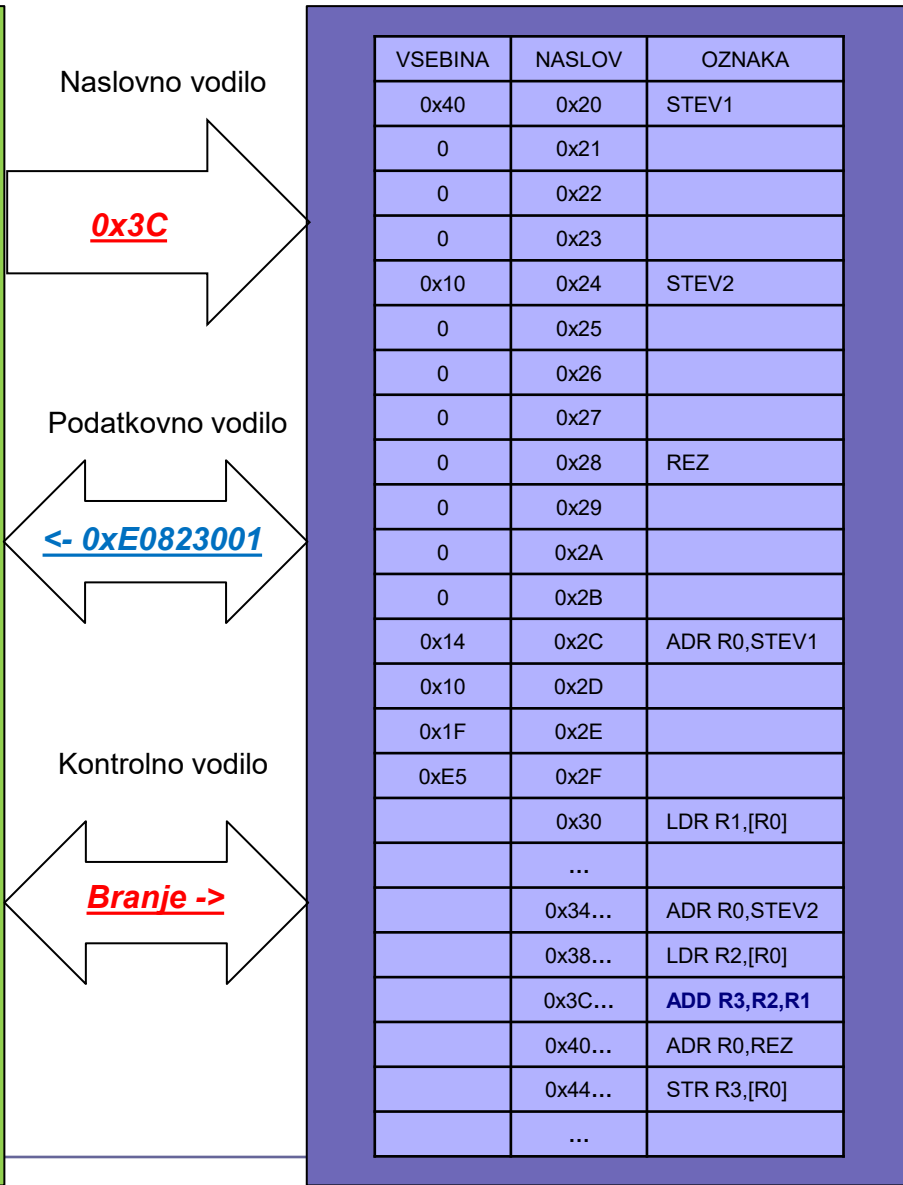 Naslovno vodilo
0x3C
Podatkovno vodilo
<- 0xE0823001
Kontrolno vodilo
Branje ->
VSEBINA NASLOV OZNAKA
0x40 0x20 STEV1
0 0x21
0 0x22
0 0x23
0x10 0x24 STEV2
0 0x25
0 0x26
0 0x27
0 0x28 REZ
0 0x29
0 0x2A
0 0x2B
0x14 0x2C ADR R0,STEV1
0x10 0x2D
0x1F 0x2E
0xE5 0x2F
0x30 LDR R1,[R0]
...
0x34... ADR R0,STEV2
0x38... LDR R2,[R0]
0x3C... ADD R3,R2,R1
0x40... ADR R0,REZ
0x44... STR R3,[R0]
...